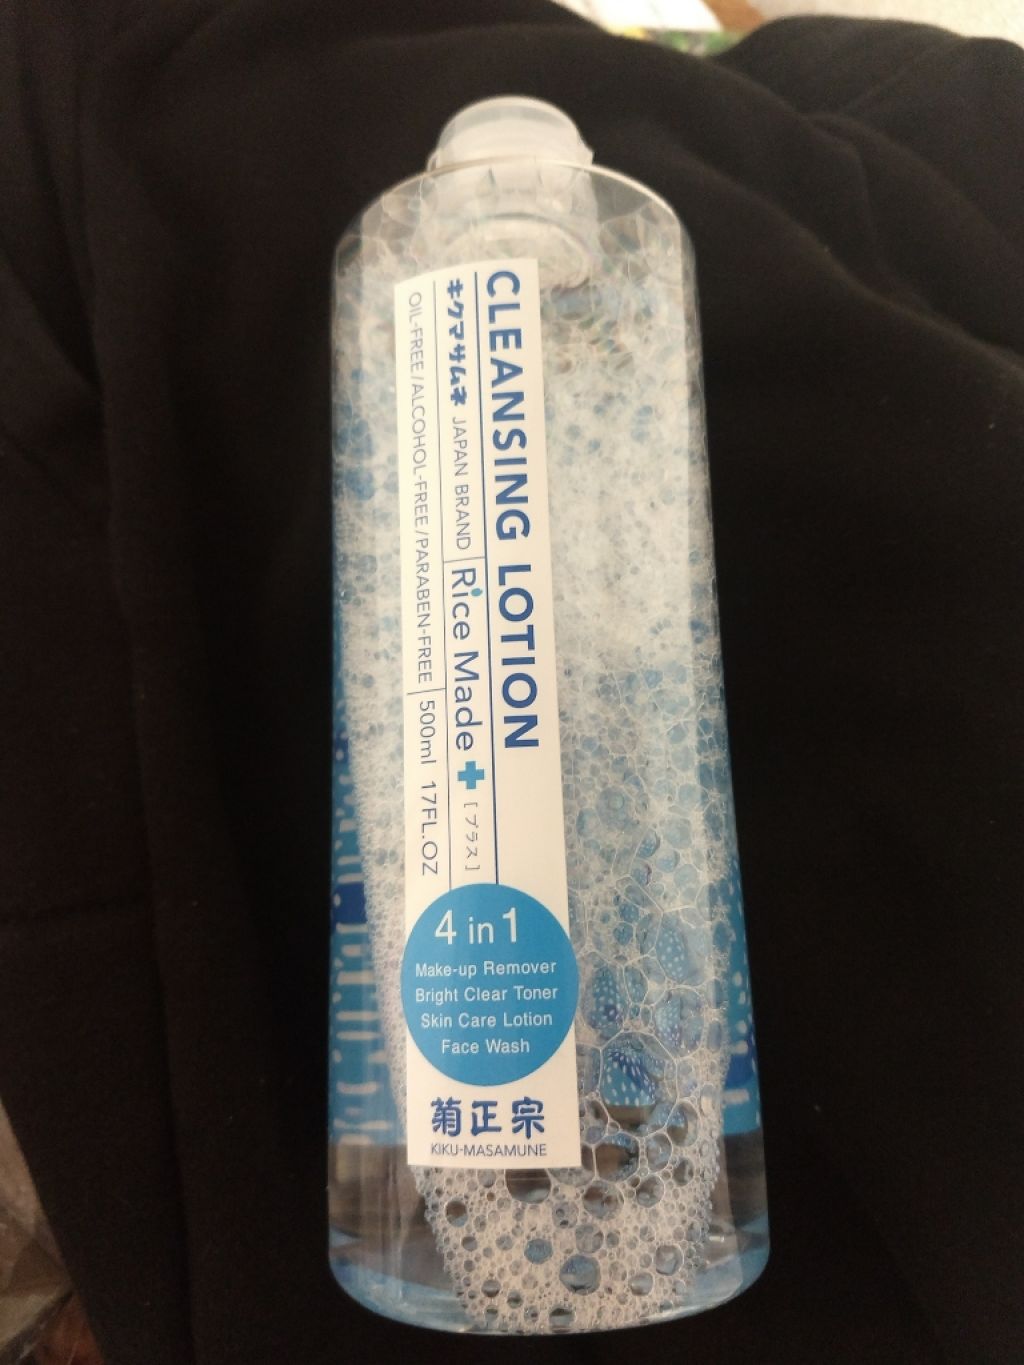 CLEANSING LOTION
キクマサムネ JAPAN BRAND Rice Made+ [プラス]
OIL-FREE/ALCOHOL-FREE/PARABEN-FREE 500ml 17FL.OZ
4 in 1
Make-up Remover
Bright Clear Toner
Skin Care Lotion
Face Wash
菊正宗
KIKU-MASAMUNE